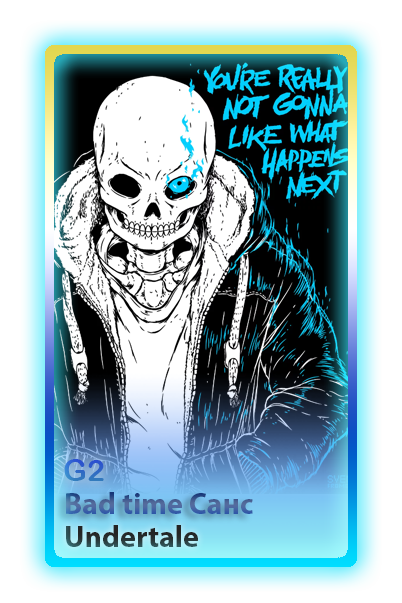 YOU'RE REALLY
NOT GONNA
LIKE WHAT
HAPPENS
NEXT
G2
Bad time Санс
Undertale